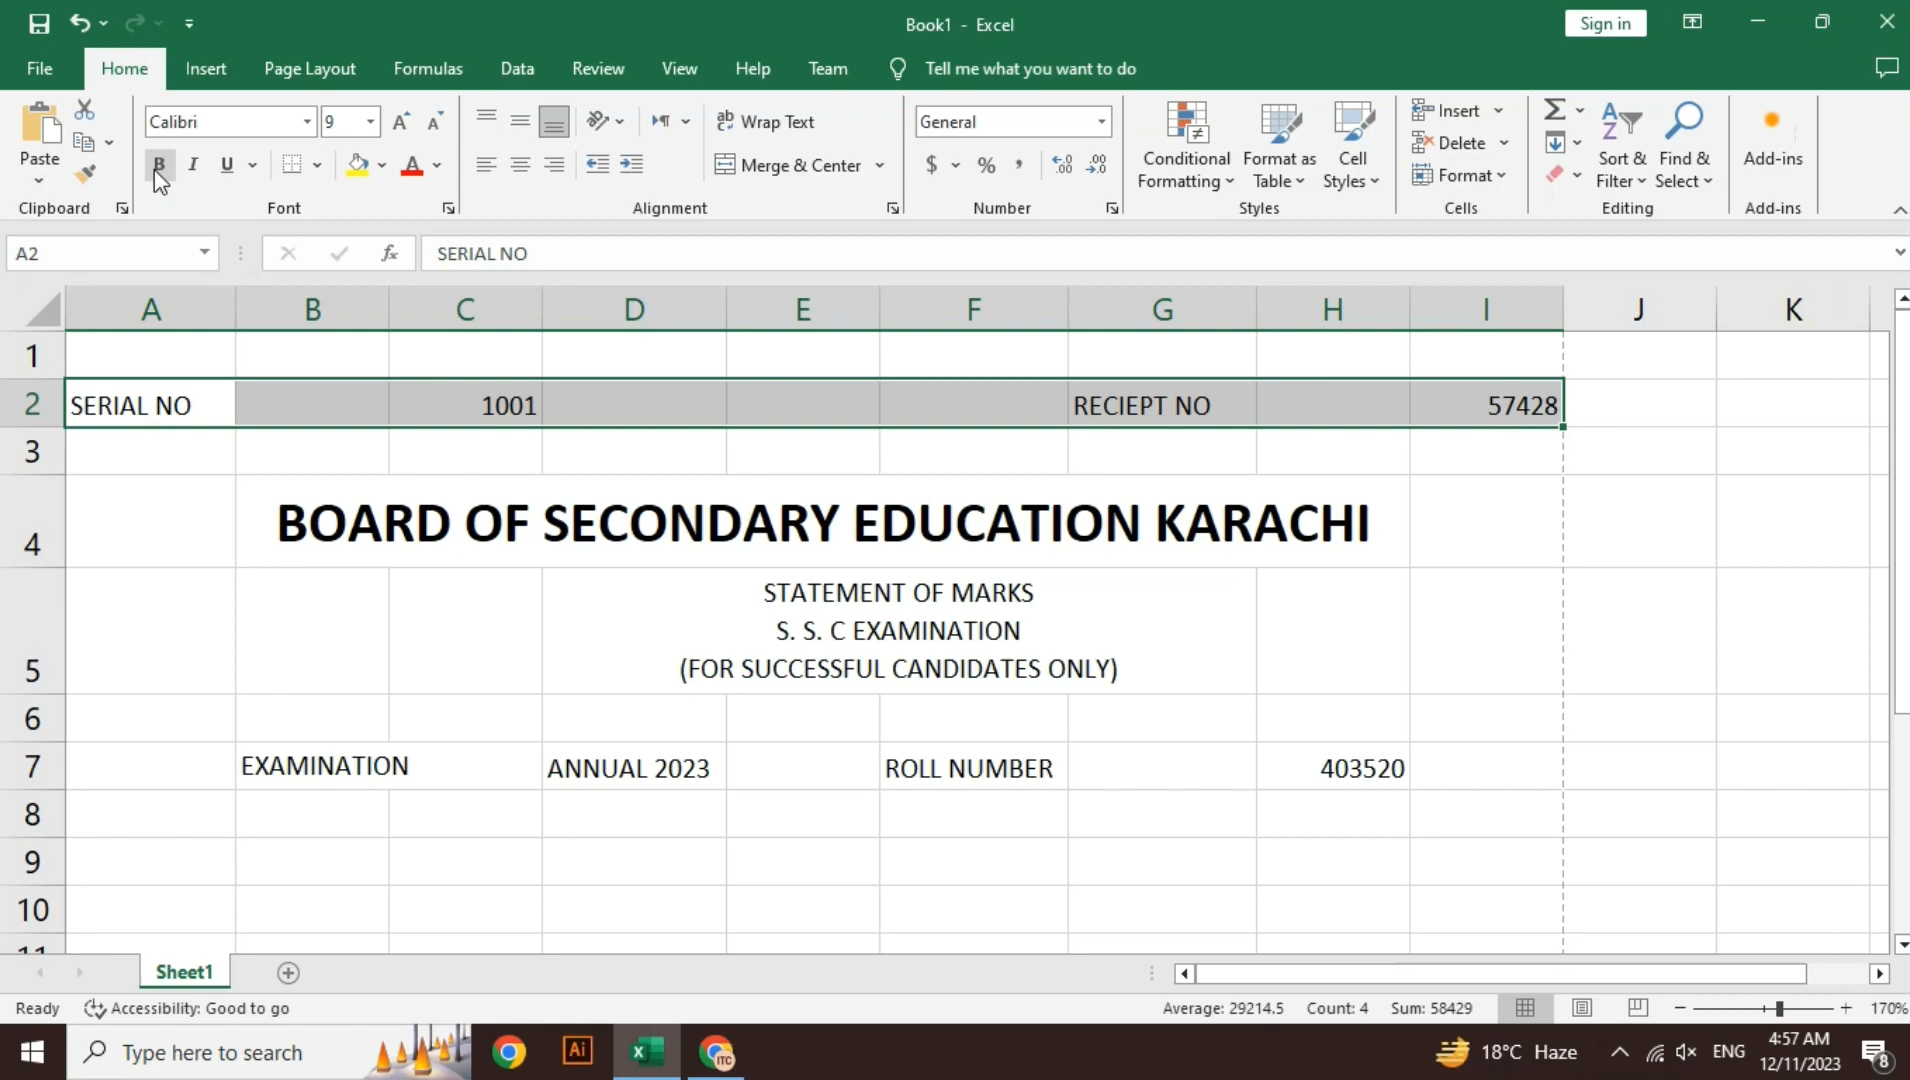 Book1 - Excel
Sign in
File Home Insert Page Layout Formulas Data Review View Help Team Tell me what you want to do
Paste
Clipboard
Calibri 9
B I U
Font
Wrap Text
Merge & Center
Alignment
General
$ % ,
Number
Conditional Formatting
Format as Table
Cell Styles
Styles
Insert
Delete
Format
Cells
Sort & Filter
Find & Select
Editing
Add-ins
Add-ins
A2 fx SERIAL NO
A B C D E F G H I J K
1
2 SERIAL NO 1001 RECIEPT NO 57428
3
4 BOARD OF SECONDARY EDUCATION KARACHI
STATEMENT OF MARKS
S. S. C EXAMINATION
5 (FOR SUCCESSFUL CANDIDATES ONLY)
6
7 EXAMINATION ANNUAL 2023 ROLL NUMBER 403520
8
9
10
11
Sheet1
Ready Accessibility: Good to go Average: 29214.5 Count: 4 Sum: 58429 170%
Type here to search Ai ITC 18°C Haze ENG 4:57 AM
12/11/2023 8